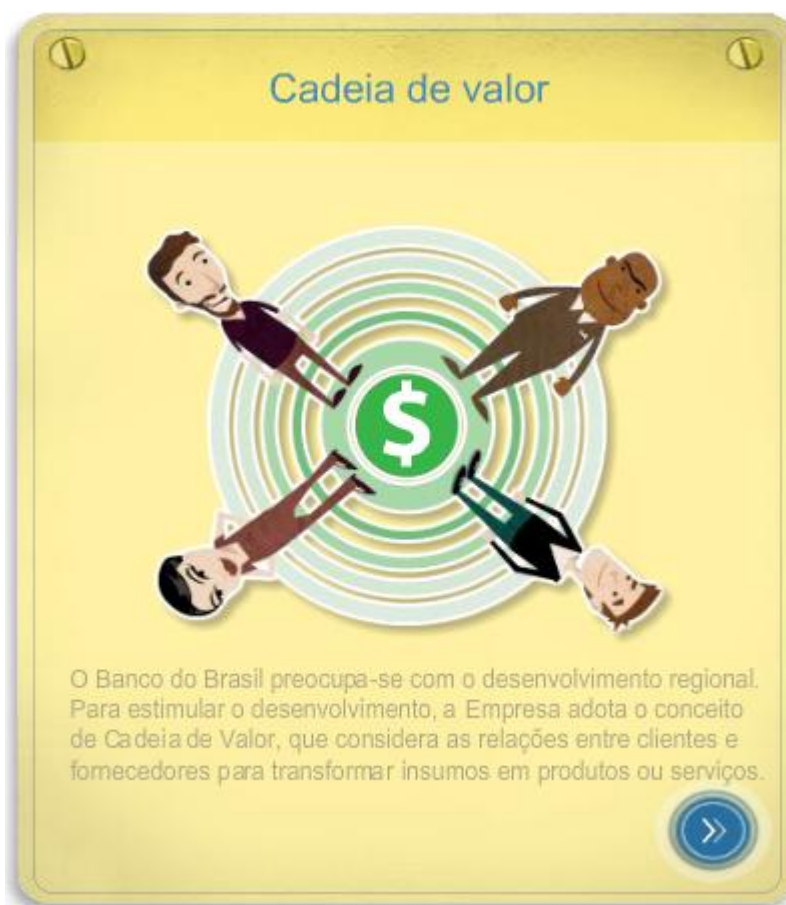 Cadeia de valor
$
O Banco do Brasil preocupa-se com o desenvolvimento regional.
Para estimular o desenvolvimento, a Empresa adota o conceito
de Cadeia de Valor, que considera as relações entre clientes e
fornecedores para transformar insumos em produtos ou serviços.